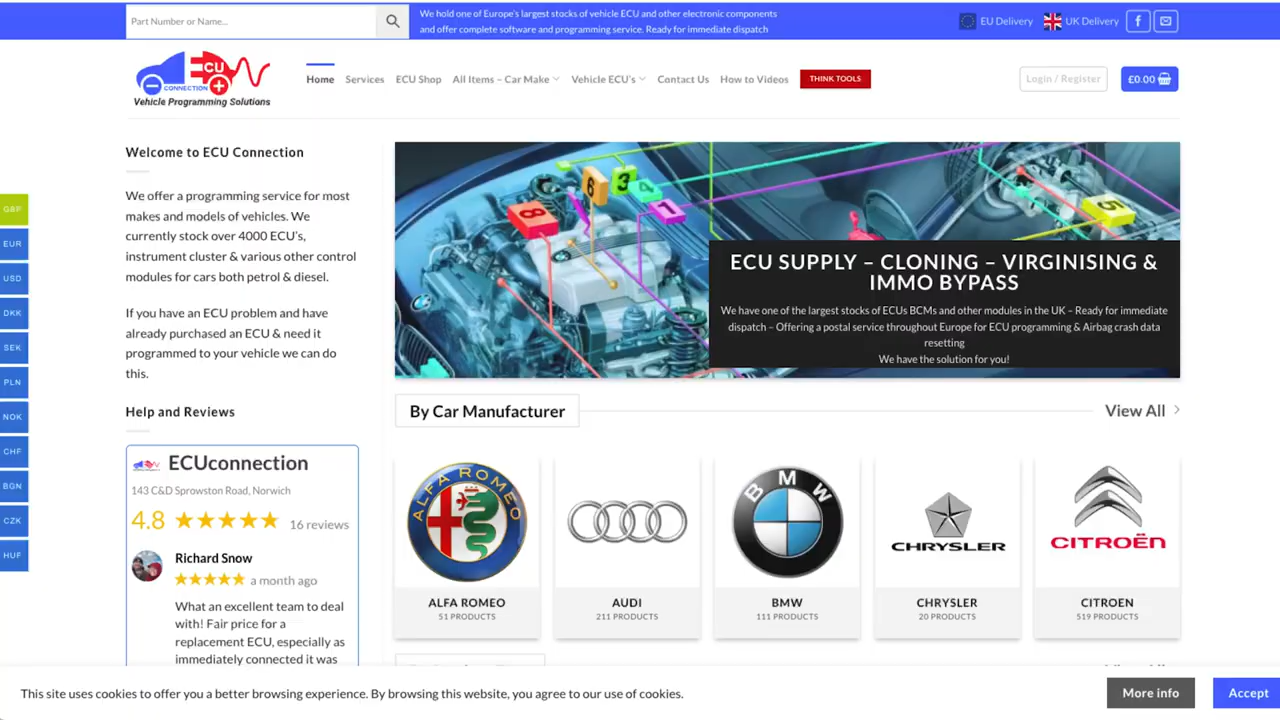 Part Number or Name...
We hold one of Europe's largest stocks of vehicle ECU and other electronic components
and offer complete software and programming service. Ready for immediate dispatch
EU Delivery
UK Delivery
ECU
CONNECTION
Vehicle Programming Solutions
Home
Services
ECU Shop
All Items – Car Make
Vehicle ECU's
Contact Us
How to Videos
THINK TOOLS
Login / Register
£0.00
GBP
EUR
USD
DKK
SEK
PLN
NOK
CHF
BGN
CZK
HUF
Welcome to ECU Connection
We offer a programming service for most
makes and models of vehicles. We
currently stock over 4000 ECU's,
instrument cluster & various other control
modules for cars both petrol & diesel.
If you have an ECU problem and have
already purchased an ECU & need it
programmed to your vehicle we can do
this.
Help and Reviews
ECUconnection
143 C&D Sprowston Road, Norwich
4.8
16 reviews
Richard Snow
a month ago
What an excellent team to deal
with! Fair price for a
replacement ECU, especially as
immediately connected it was
8
6
3
4
1
5
ECU SUPPLY – CLONING – VIRGINISING &
IMMO BYPASS
We have one of the largest stocks of ECUs BCMs and other modules in the UK – Ready for immediate
dispatch – Offering a postal service throughout Europe for ECU programming & Airbag crash data
resetting
We have the solution for you!
By Car Manufacturer
View All
ALFA ROMEO
BMW
CHRYSLER
CITROËN
ALFA ROMEO
51 PRODUCTS
AUDI
211 PRODUCTS
BMW
111 PRODUCTS
CHRYSLER
20 PRODUCTS
CITROEN
519 PRODUCTS
This site uses cookies to offer you a better browsing experience. By browsing this website, you agree to our use of cookies.
More info
Accept